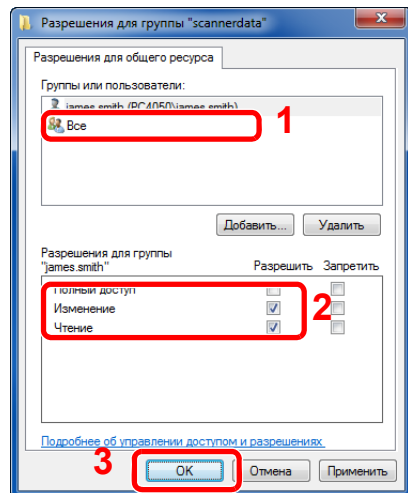 Разрешения для группы "scannerdata"
Разрешения для общего ресурса
Группы или пользователи:
james.smith (PC4050\james.smith)
Все
1
Добавить... Удалить
Разрешения для группы
"james.smith" Разрешить Запретить
Полный доступ
Изменение
2
Чтение
Подробнее об управлении доступом и разрешениях
3
ОК Отмена Применить